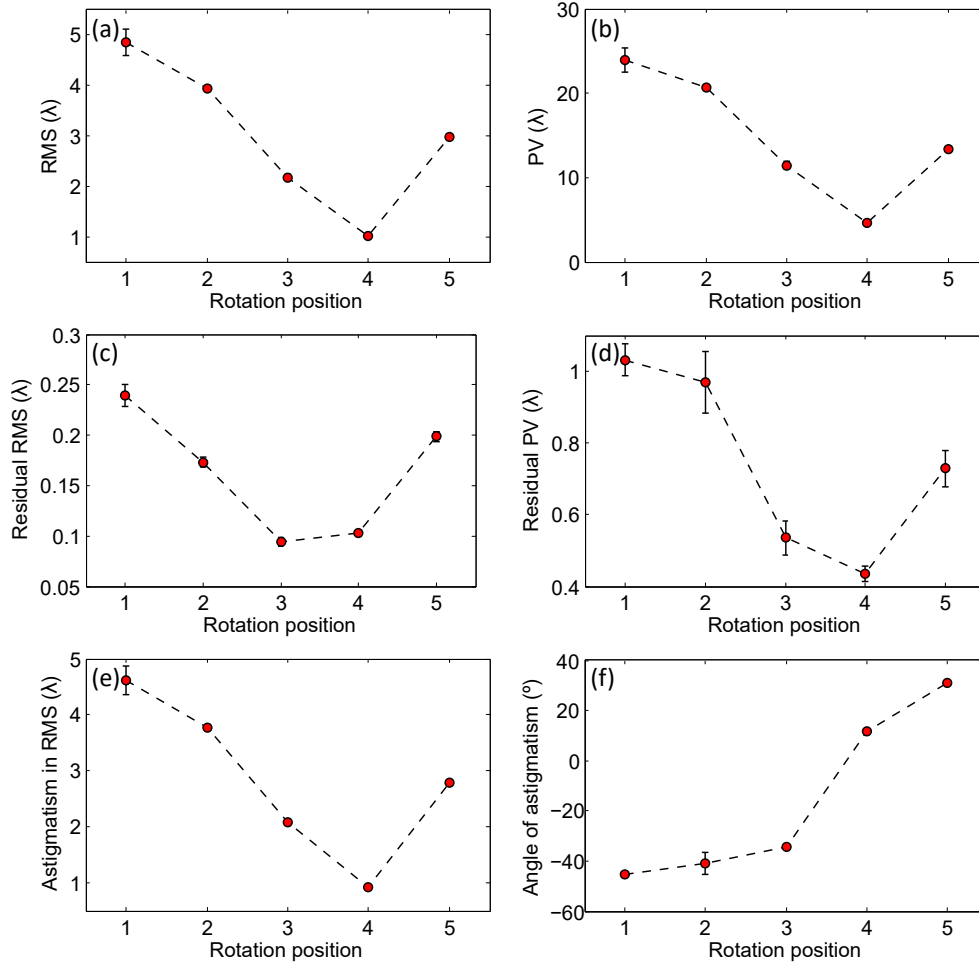 (a)
RMS (λ)
5
4
3
2
1
1 2 3 4 5
Rotation position
(b)
PV (λ)
30
20
10
0
1 2 3 4 5
Rotation position
(c)
Residual RMS (λ)
0.3
0.25
0.2
0.15
0.1
0.05
1 2 3 4 5
Rotation position
(d)
Residual PV (λ)
1
0.8
0.6
0.4
1 2 3 4 5
Rotation position
(e)
Astigmatism in RMS (λ)
5
4
3
2
1
1 2 3 4 5
Rotation position
(f)
Angle of astigmatism (º)
40
20
0
−20
−40
−60
1 2 3 4 5
Rotation position